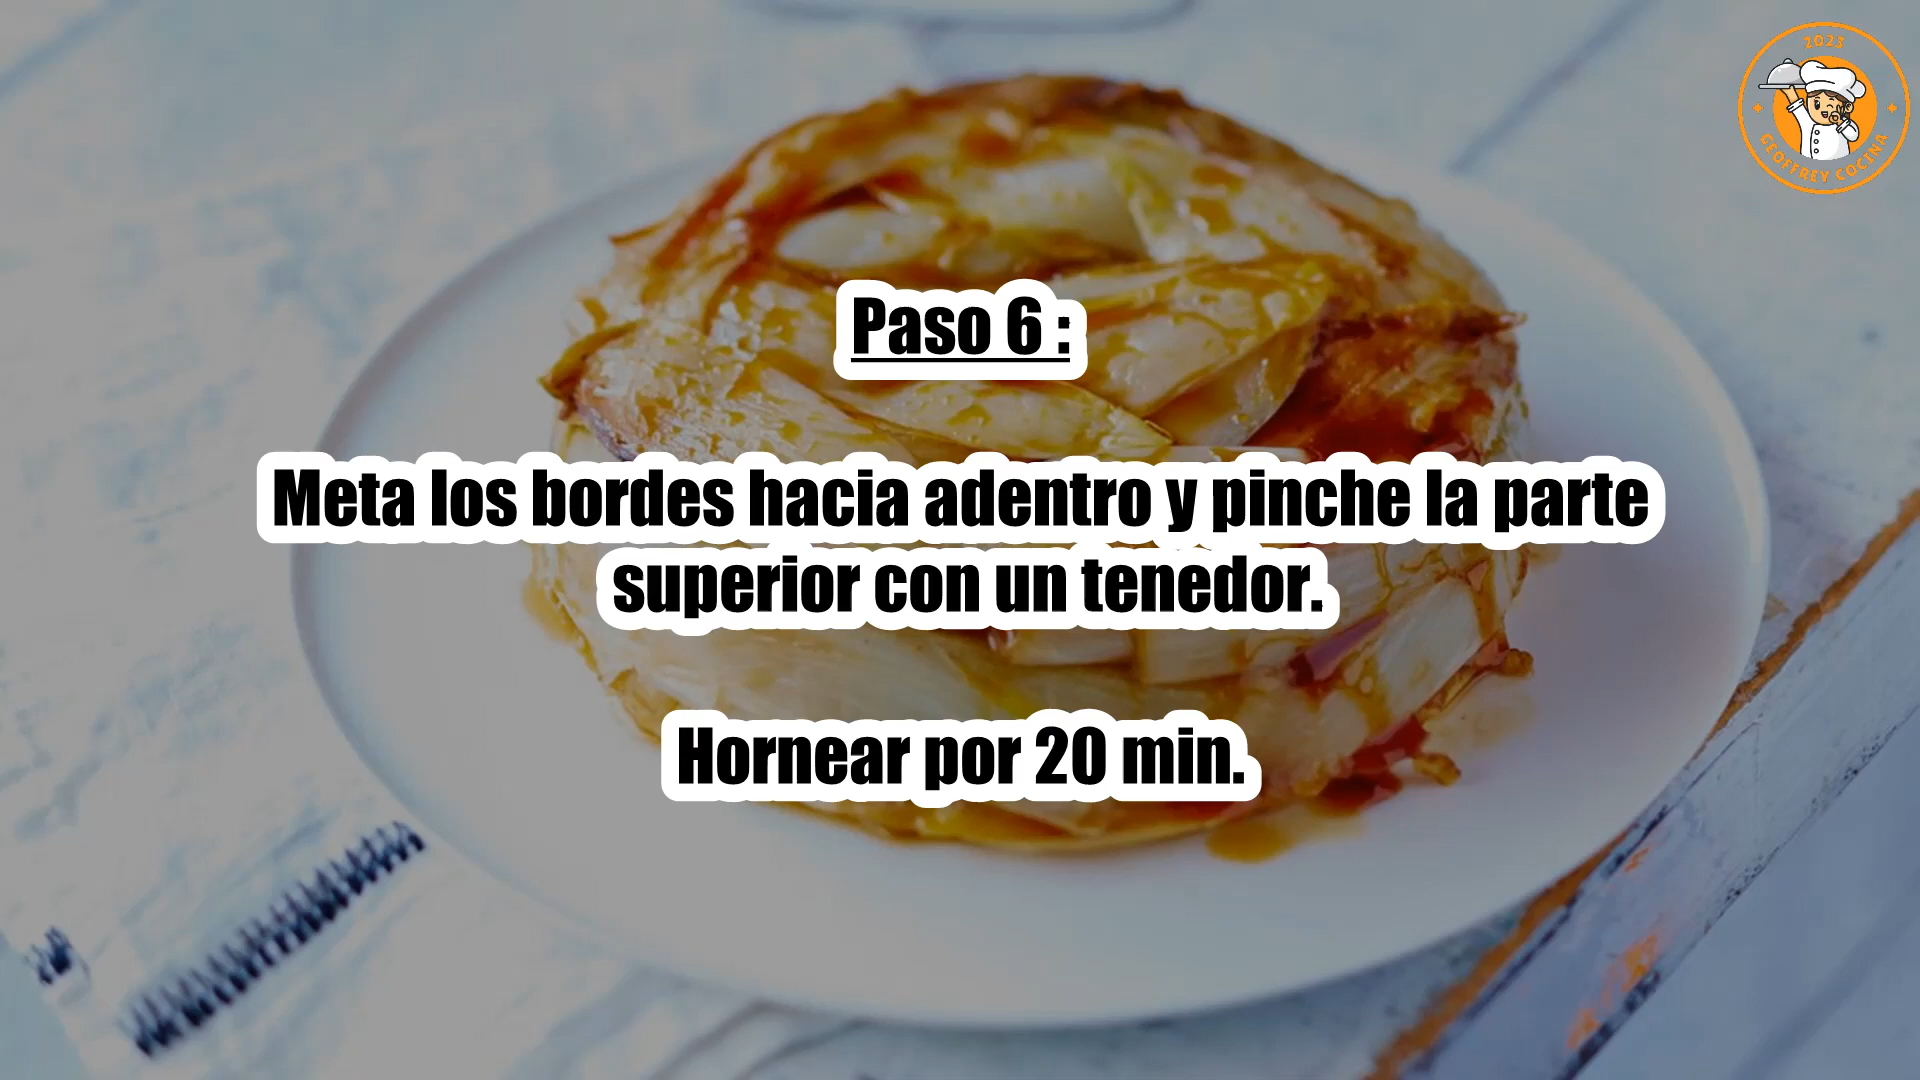 2023
GEOFFREY COCINA
Paso 6 :
Meta los bordes hacia adentro y pinche la parte
superior con un tenedor.
Hornear por 20 min.